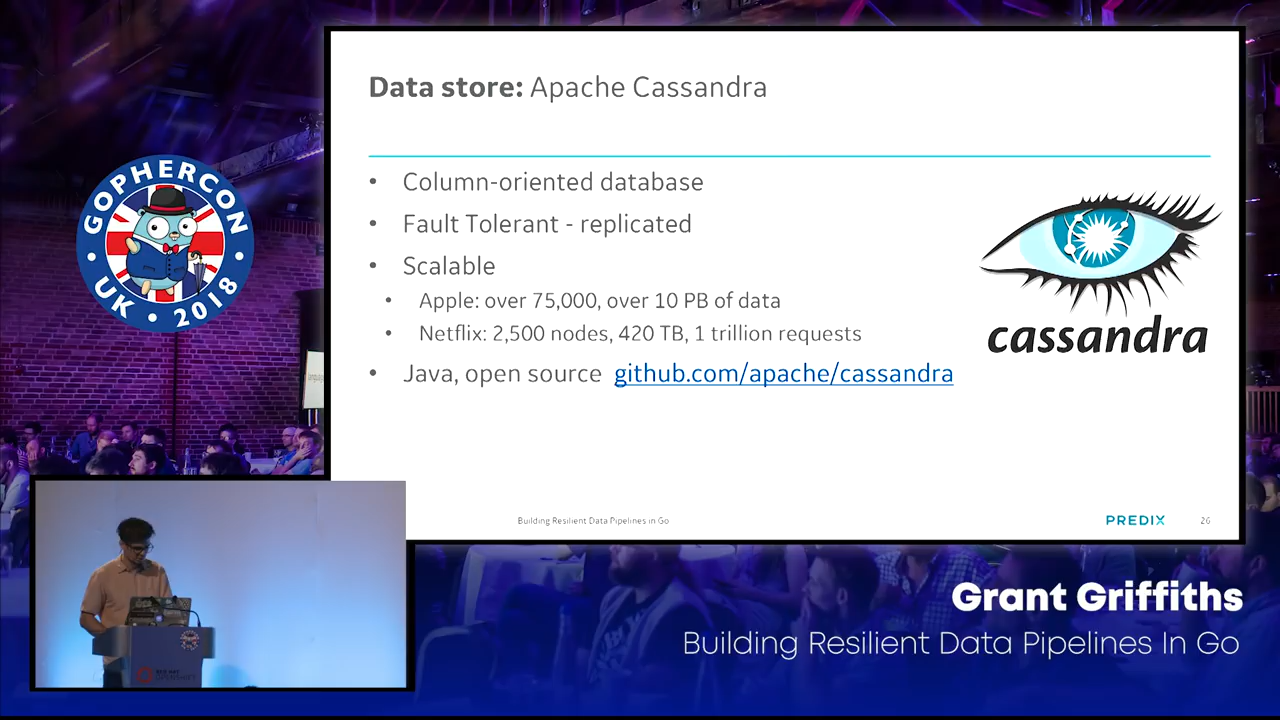 Data store: Apache Cassandra
• Column-oriented database
• Fault Tolerant - replicated
• Scalable
• Apple: over 75,000, over 10 PB of data
• Netflix: 2,500 nodes, 420 TB, 1 trillion requests
• Java, open source github.com/apache/cassandra
cassandra
Building Resilient Data Pipelines in Go
PREDIX
26
GOPHERCON
UK • 2018
Grant Griffiths
Building Resilient Data Pipelines In Go